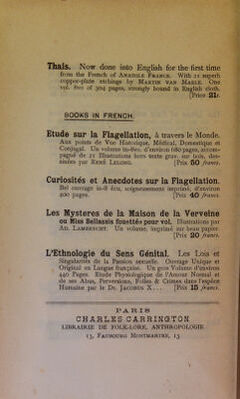 Thais. Now done into English for the first time
from the French of ANATOLE FRANCE. With 21 superb
copper-plate etchings by MARTIN VAN MAELE. One
vol. 8vo of 304 pages, strongly bound in English cloth.
[Price 21/.
BOOKS IN FRENCH.
Etude sur la Flagellation, à travers le Monde.
Aux points de Vue Historique, Médical, Domestique et
Conjugal. Un volume in-8vo. d'environ 680 pages, accom-
pagné de 21 Illustrations hors texte grav. sur bois, des-
sinées par RENÉ [Prix 50 francs.
Curiosités et Anecdotes sur la Flagellation.
Bel ouvrage in-8 écu, soigneusement imprimé, d'environ
400 pages. [Prix 40 francs.
Les Mysteres de la Maison de la Verveine
ou Miss Bellasis fouettée pour vol. Illustrations par
AD. LAMBRECHT. Un volume, imprimé sur beau papier.
[Prix 20 francs.
L'Ethnologie du Sens Génital. Les Lois et
Singularités de la Passion sexuelle. Ouvrage Unique et
Original en Langue française. Un gros Volume d'environ
440 Pages. Etude Physiologique de l'Amour Normal et
de ses Abus, Perversions, Folies & Crimes dans l'espèce
Humaine par le Dr. JACOBUS X... [Prix 15 francs.
PARIS
CHARLES CARRINGTON
LIBRAIRIE DE FOLK-LORE, ANTHROPOLOGIE
13, FAUBOURG MONTMARTRE, 13